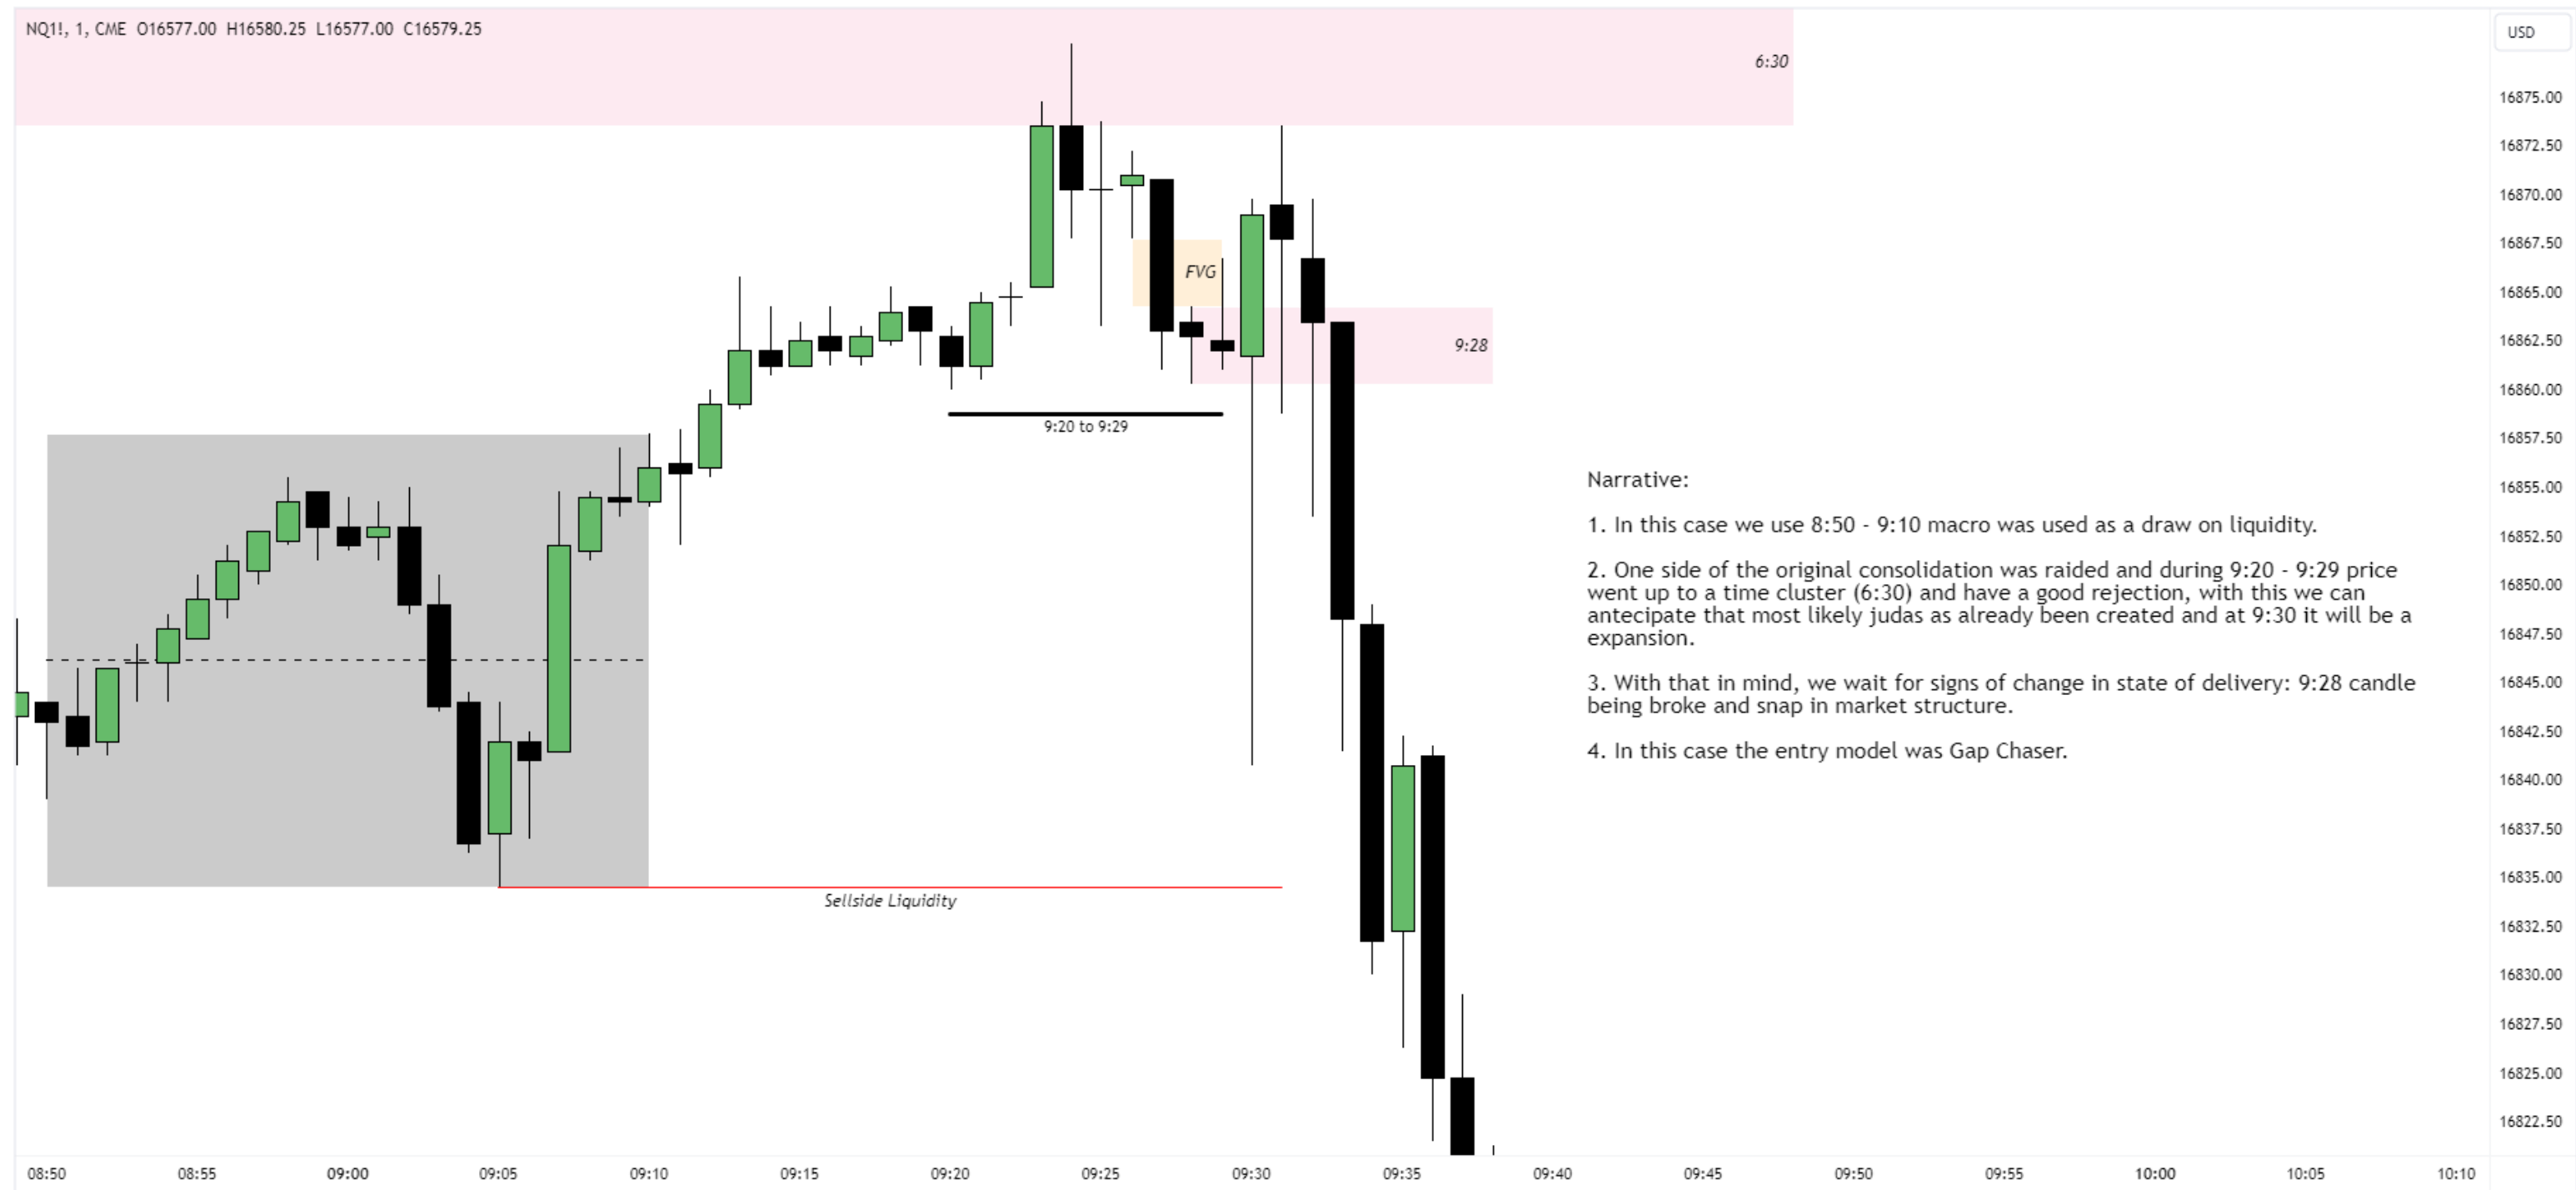 NQ1!, 1, CME O16577.00 H16580.25 L16577.00 C16579.25
USD
6:30
16875.00
16872.50
16870.00
16867.50
FVG
16865.00
9:28
16862.50
16860.00
9:20 to 9:29
16857.50
Narrative:
16855.00
1. In this case we use 8:50 - 9:10 macro was used as a draw on liquidity.
16852.50
2. One side of the original consolidation was raided and during 9:20 - 9:29 price
went up to a time cluster (6:30) and have a good rejection, with this we can
antecipate that most likely judas as already been created and at 9:30 it will be a
expansion.
16850.00
16847.50
3. With that in mind, we wait for signs of change in state of delivery: 9:28 candle
being broke and snap in market structure.
16845.00
16842.50
4. In this case the entry model was Gap Chaser.
16840.00
16837.50
16835.00
Sellside Liquidity
16832.50
16830.00
16827.50
16825.00
16822.50
08:50 08:55 09:00 09:05 09:10 09:15 09:20 09:25 09:30 09:35 09:40 09:45 09:50 09:55 10:00 10:05 10:10